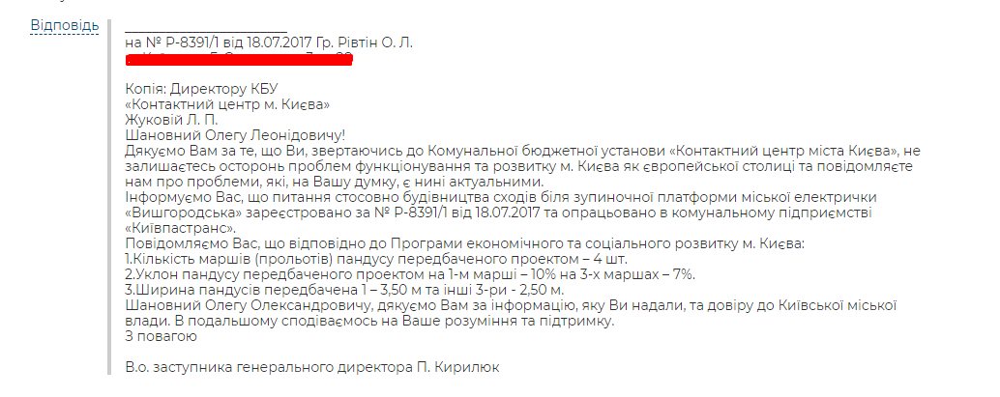 Відповідь
на № Р-8391/1 від 18.07.2017 Гр. Рівтін О. Л.
Копія: Директору КБУ
«Контактний центр м. Києва»
Жуковій Л. П.
Шановний Олегу Леонідовичу!
Дякуємо Вам за те, що Ви, звертаючись до Комунальної бюджетної установи «Контактний центр міста Києва», не
залишаєтесь осторонь проблем функціонування та розвитку м. Києва як європейської столиці та повідомляєте
нам про проблеми, які, на Вашу думку, є нині актуальними.
Інформуємо Вас, що питання стосовно будівництва сходів біля зупиночної платформи міської електрички
«Вишгородська» зареєстровано за № Р-8391/1 від 18.07.2017 та опрацьовано в комунальному підприємстві
«Київпастранс».
Повідомляємо Вас, що відповідно до Програми економічного та соціального розвитку м. Києва:
1.Кількість маршів (прольотів) пандусу передбаченого проектом – 4 шт.
2.Уклон пандусу передбаченого проектом на 1-м марші – 10% на 3-х маршах – 7%.
3.Ширина пандусів передбачена 1 – 3,50 м та інші 3-ри - 2,50 м.
Шановний Олегу Олександровичу, дякуємо Вам за інформацію, яку Ви надали, та довіру до Київської міської
влади. В подальшому сподіваємось на Ваше розуміння та підтримку.
З повагою
В.о. заступника генерального директора П. Кирилюк